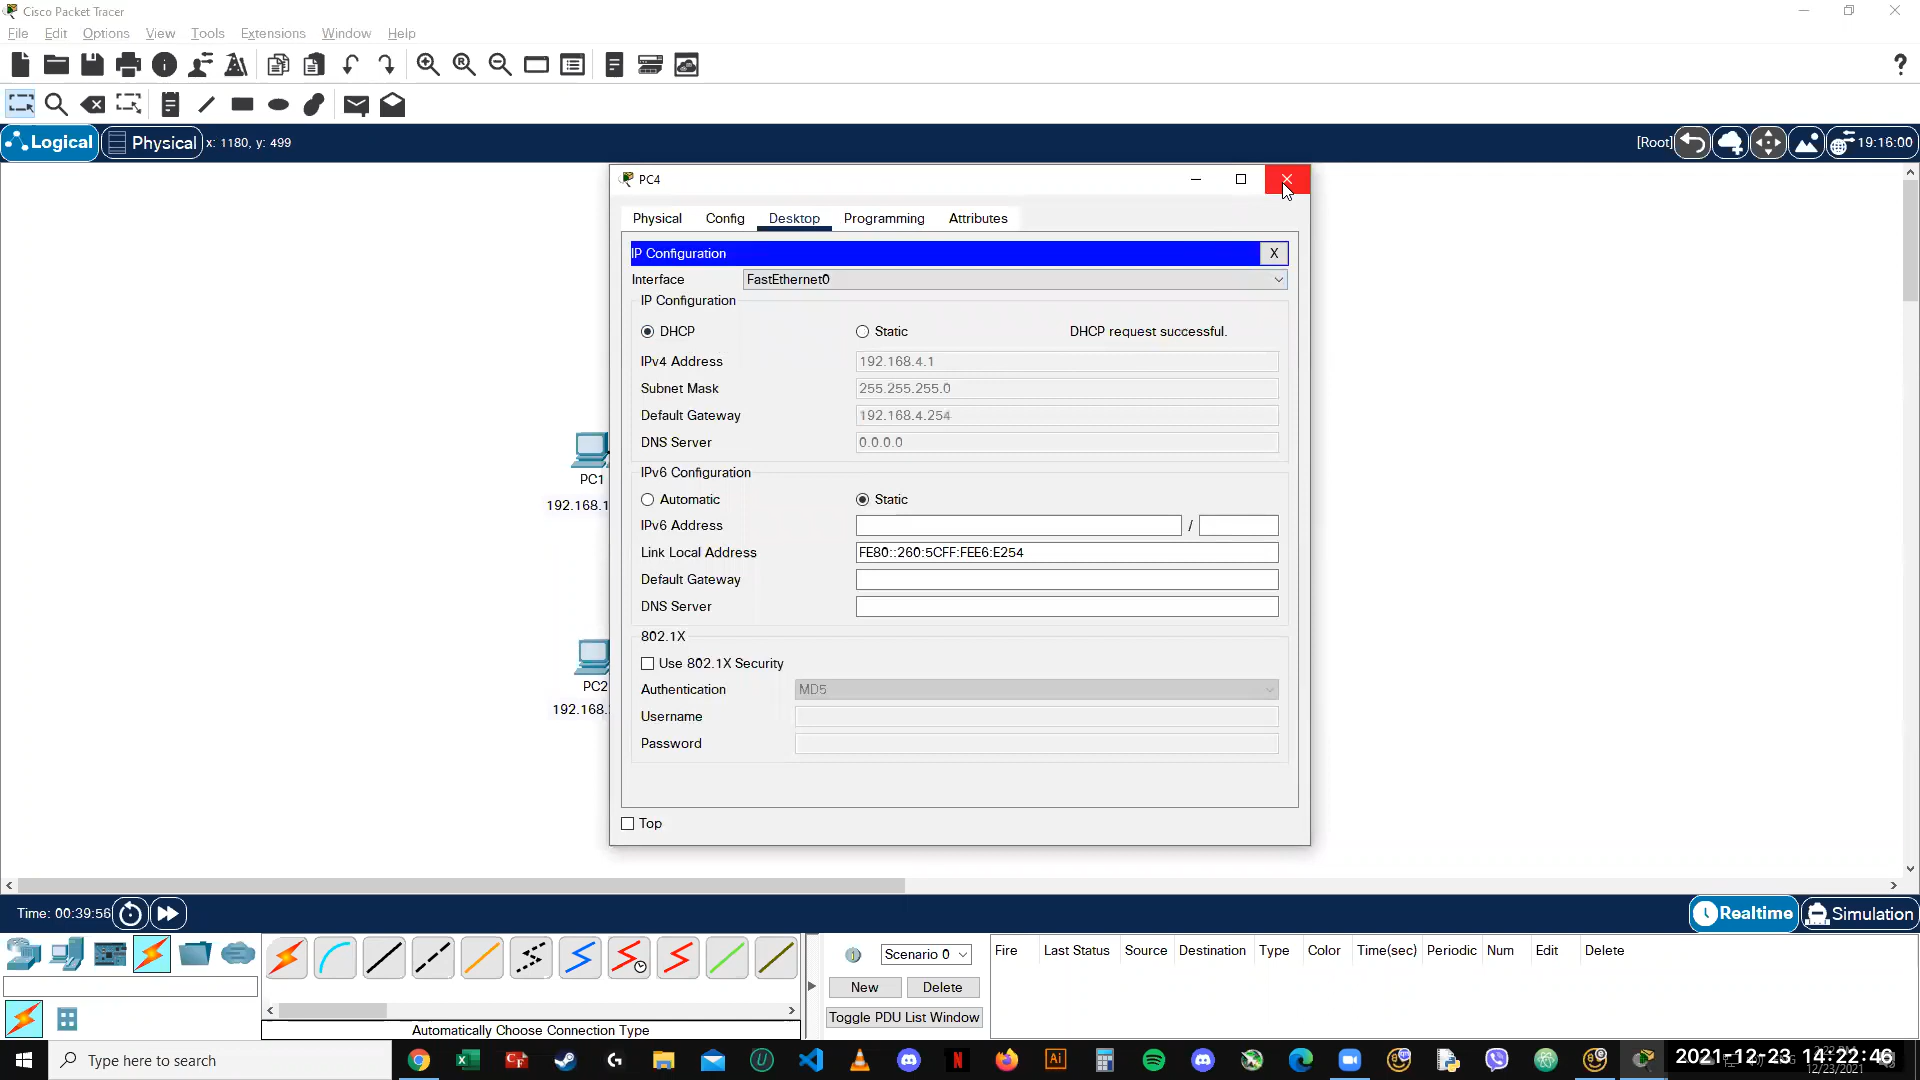 Cisco Packet Tracer
File Edit Options View Tools Extensions Window Help
?
Logical Physical x: 1180, y: 499 [Root] 19:16:00
PC4
Physical Config Desktop Programming Attributes
IP Configuration X
Interface FastEthernet0
IP Configuration
DHCP Static DHCP request successful.
IPv4 Address 192.168.4.1
Subnet Mask 255.255.255.0
Default Gateway 192.168.4.254
DNS Server 0.0.0.0
IPv6 Configuration
Automatic Static
IPv6 Address /
Link Local Address FE80::260:5CFF:FEE6:E254
Default Gateway
DNS Server
802.1X
Use 802.1X Security
Authentication MD5
Username
Password
Top
PC1
192.168.1
PC2
192.168.
Time: 00:39:56 Realtime Simulation
Scenario 0
New Delete
Toggle PDU List Window
Fire Last Status Source Destination Type Color Time(sec) Periodic Num Edit Delete
Automatically Choose Connection Type
Type here to search
2021-12-23 14:22:46
12/23/2021